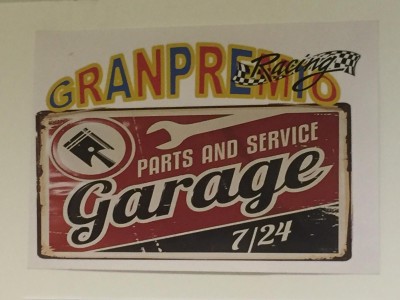 GRANPREMIO
Racing
PARTS AND SERVICE
Garage
7/24